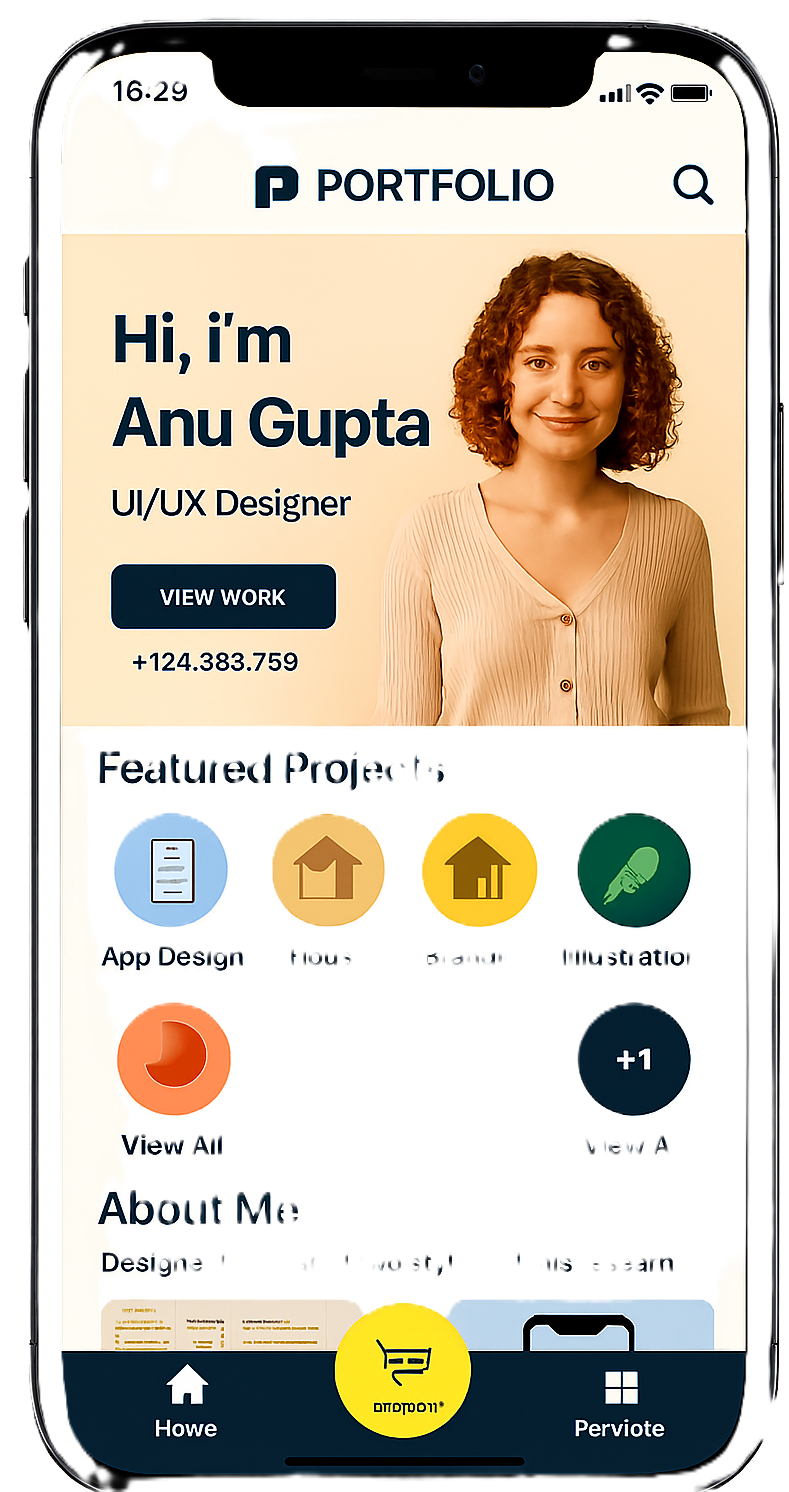 16:29
PORTFOLIO
Hi, i'm
Anu Gupta
UI/UX Designer
VIEW WORK
+124.383.759
Featured Projects
App Design
Illustration
+1
View All
About Me
Howe
Perviote